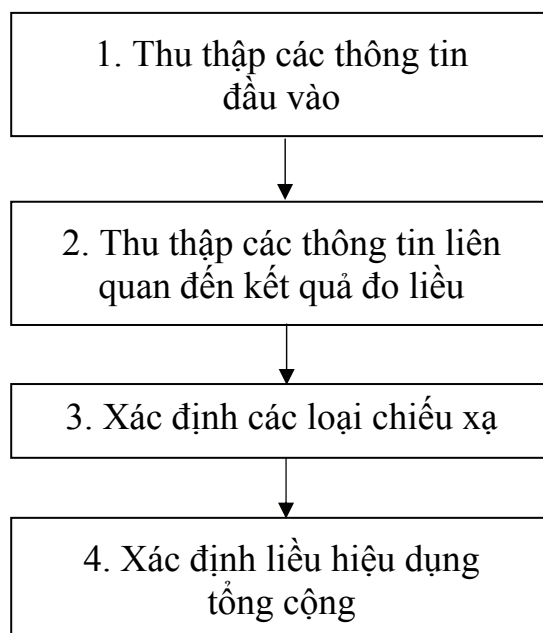 1. Thu thập các thông tin
đầu vào
2. Thu thập các thông tin liên
quan đến kết quả đo liều
3. Xác định các loại chiếu xạ
4. Xác định liều hiệu dụng
tổng cộng